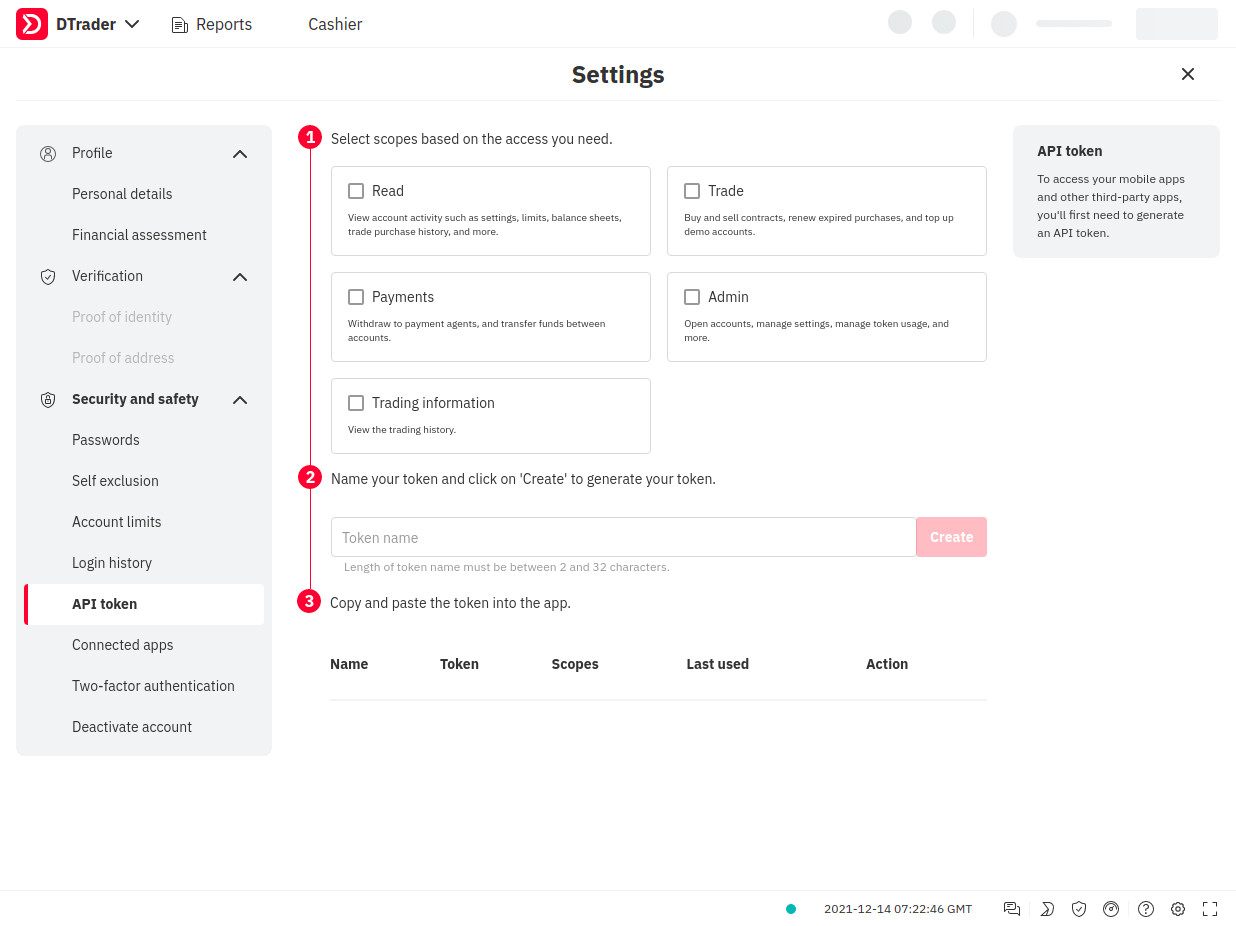 DTrader
Reports
Cashier
Settings
Profile
Personal details
Financial assessment
Verification
Proof of identity
Proof of address
Security and safety
Passwords
Self exclusion
Account limits
Login history
API token
Connected apps
Two-factor authentication
Deactivate account
1
Select scopes based on the access you need.
Read
View account activity such as settings, limits, balance sheets,
trade purchase history, and more.
Trade
Buy and sell contracts, renew expired purchases, and top up
demo accounts.
Payments
Withdraw to payment agents, and transfer funds between
accounts.
Admin
Open accounts, manage settings, manage token usage, and
more.
Trading information
View the trading history.
2
Name your token and click on 'Create' to generate your token.
Token name
Create
Length of token name must be between 2 and 32 characters.
3
Copy and paste the token into the app.
Name Token Scopes Last used Action
API token
To access your mobile apps
and other third-party apps,
you'll first need to generate
an API token.
2021-12-14 07:22:46 GMT